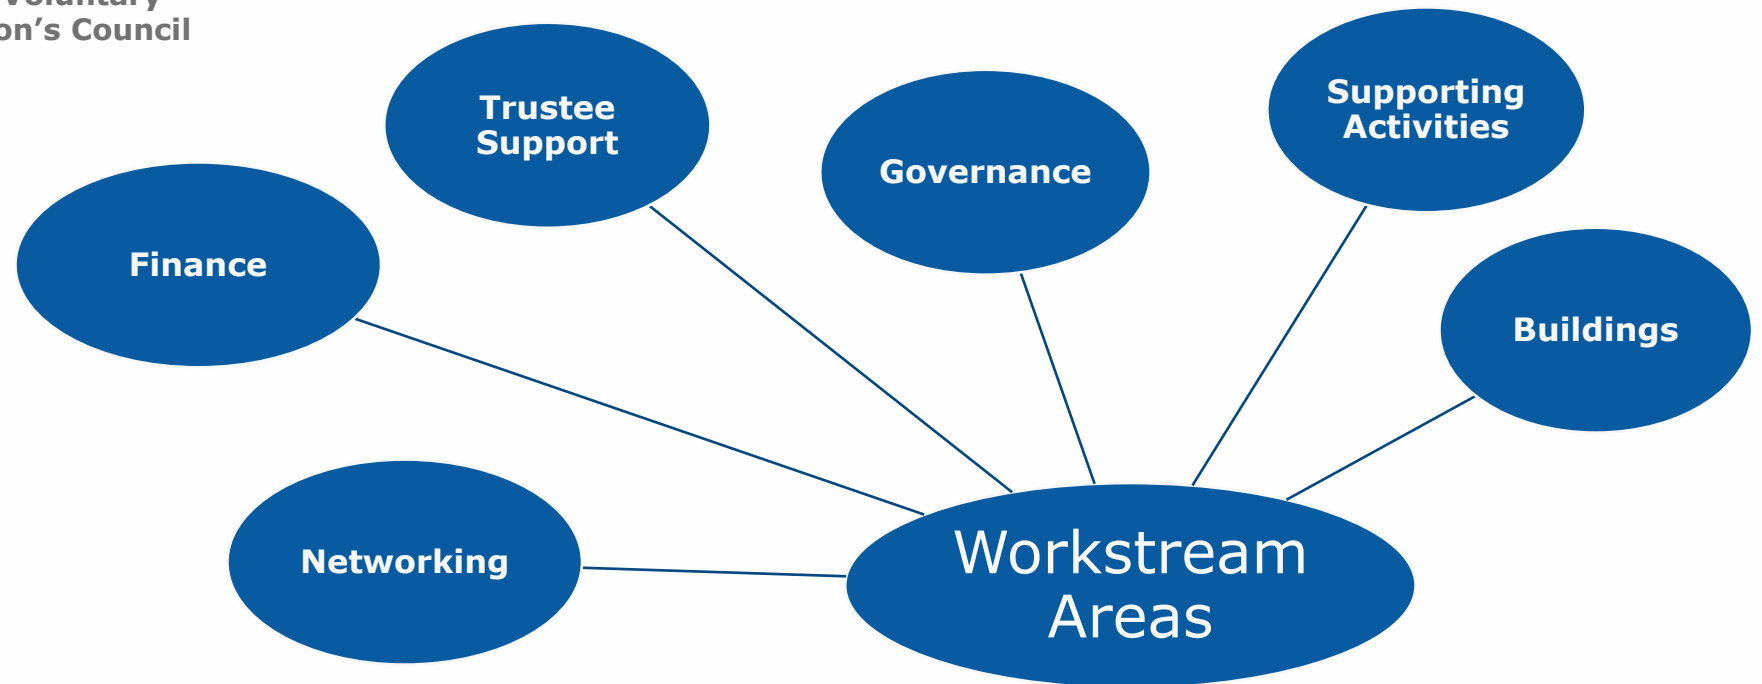 on's Council
Trustee
Support
Governance
Supporting
Activities
Finance
Buildings
Networking
Workstream
Areas